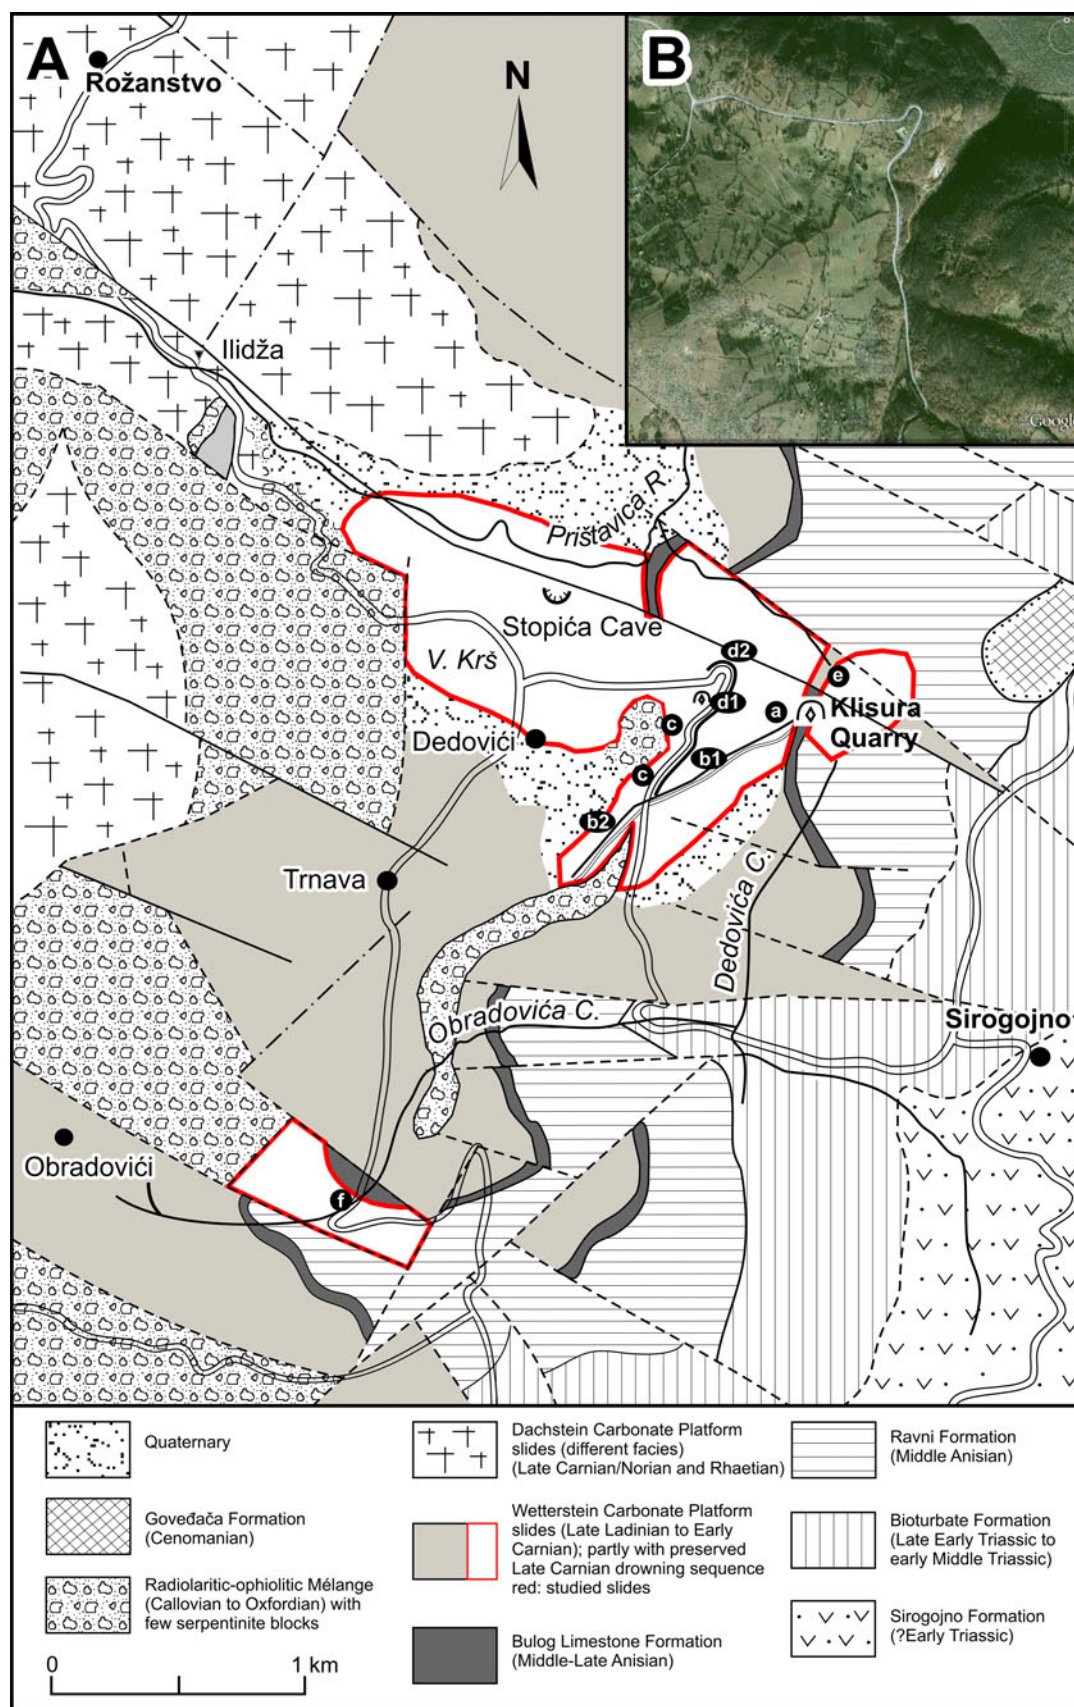 A
Rožanstvo
N
B
Google
Ilidža
Prištavica R.
Stopića Cave
V. Krš
d2
e
d1
a
c
Klisura
Quarry
Dedovići
b1
c
b2
Trnava
Dedovića C.
Obradovića C.
Sirogojno
Obradovići
f
Quaternary
Goveđača Formation
(Cenomanian)
Radiolaritic-ophiolitic Mélange
(Callovian to Oxfordian) with
few serpentinite blocks
0 1 km
Dachstein Carbonate Platform
slides (different facies)
(Late Carnian/Norian and Rhaetian)
Wetterstein Carbonate Platform
slides (Late Ladinian to Early
Carnian); partly with preserved
Late Carnian drowning sequence
red: studied slides
Bulog Limestone Formation
(Middle-Late Anisian)
Ravni Formation
(Middle Anisian)
Bioturbate Formation
(Late Early Triassic to
early Middle Triassic)
Sirogojno Formation
(?Early Triassic)